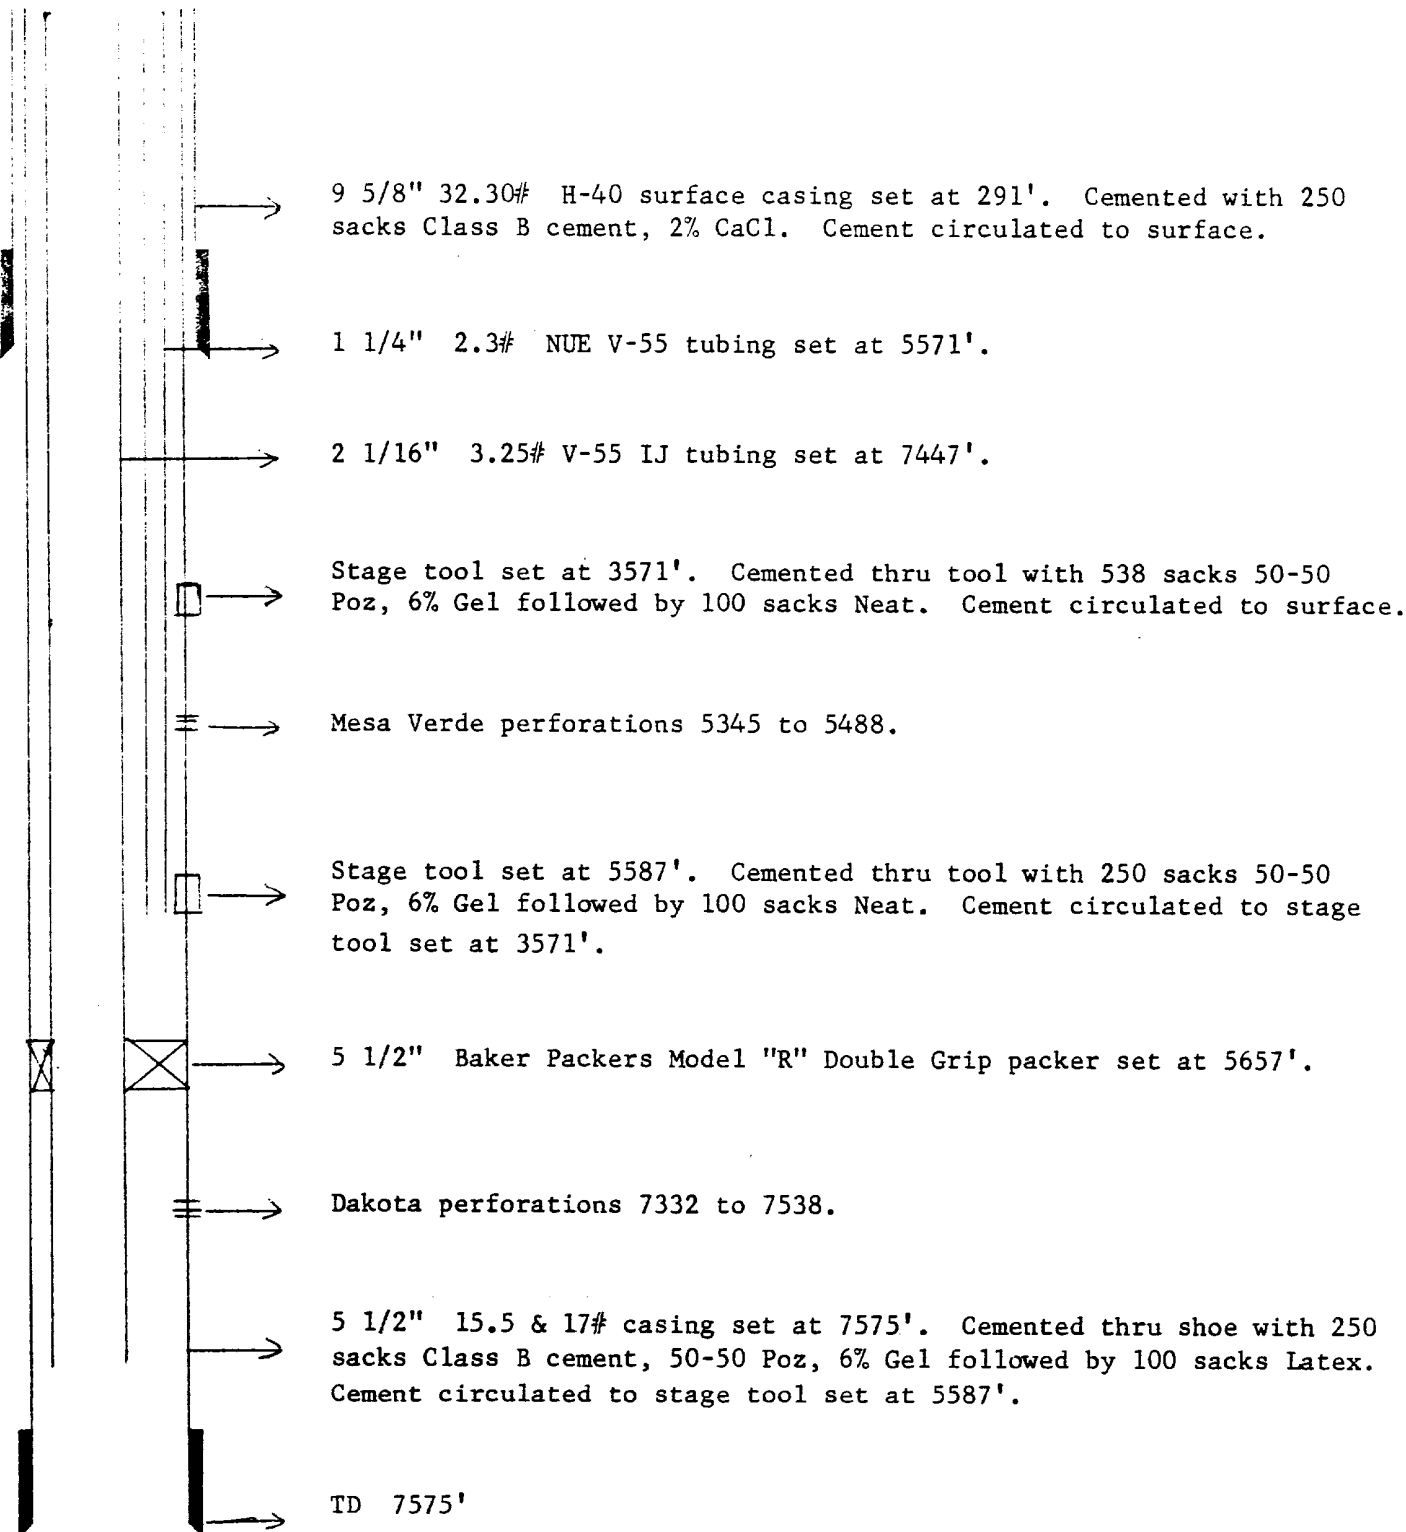 9 5/8" 32.30# H-40 surface casing set at 291'. Cemented with 250
sacks Class B cement, 2% CaCl. Cement circulated to surface.
1 1/4" 2.3# NUE V-55 tubing set at 5571'.
2 1/16" 3.25# V-55 IJ tubing set at 7447'.
Stage tool set at 3571'. Cemented thru tool with 538 sacks 50-50
Poz, 6% Gel followed by 100 sacks Neat. Cement circulated to surface.
Mesa Verde perforations 5345 to 5488.
Stage tool set at 5587'. Cemented thru tool with 250 sacks 50-50
Poz, 6% Gel followed by 100 sacks Neat. Cement circulated to stage
tool set at 3571'.
5 1/2" Baker Packers Model "R" Double Grip packer set at 5657'.
Dakota perforations 7332 to 7538.
5 1/2" 15.5 & 17# casing set at 7575'. Cemented thru shoe with 250
sacks Class B cement, 50-50 Poz, 6% Gel followed by 100 sacks Latex.
Cement circulated to stage tool set at 5587'.
TD 7575'